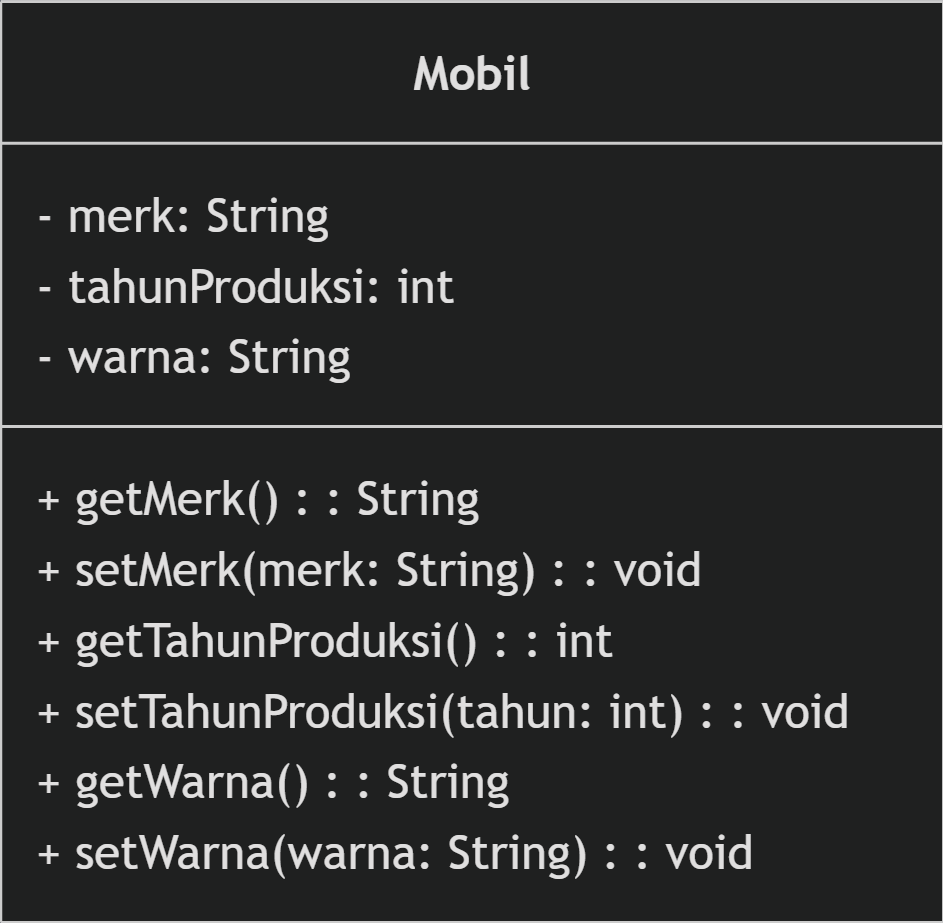 Mobil
- merk: String
- tahunProduksi: int
- warna: String
+ getMerk() : : String
+ setMerk(merk: String) : : void
+ getTahunProduksi() : : int
+ setTahunProduksi(tahun: int) : : void
+ getWarna() : : String
+ setWarna(warna: String) : : void